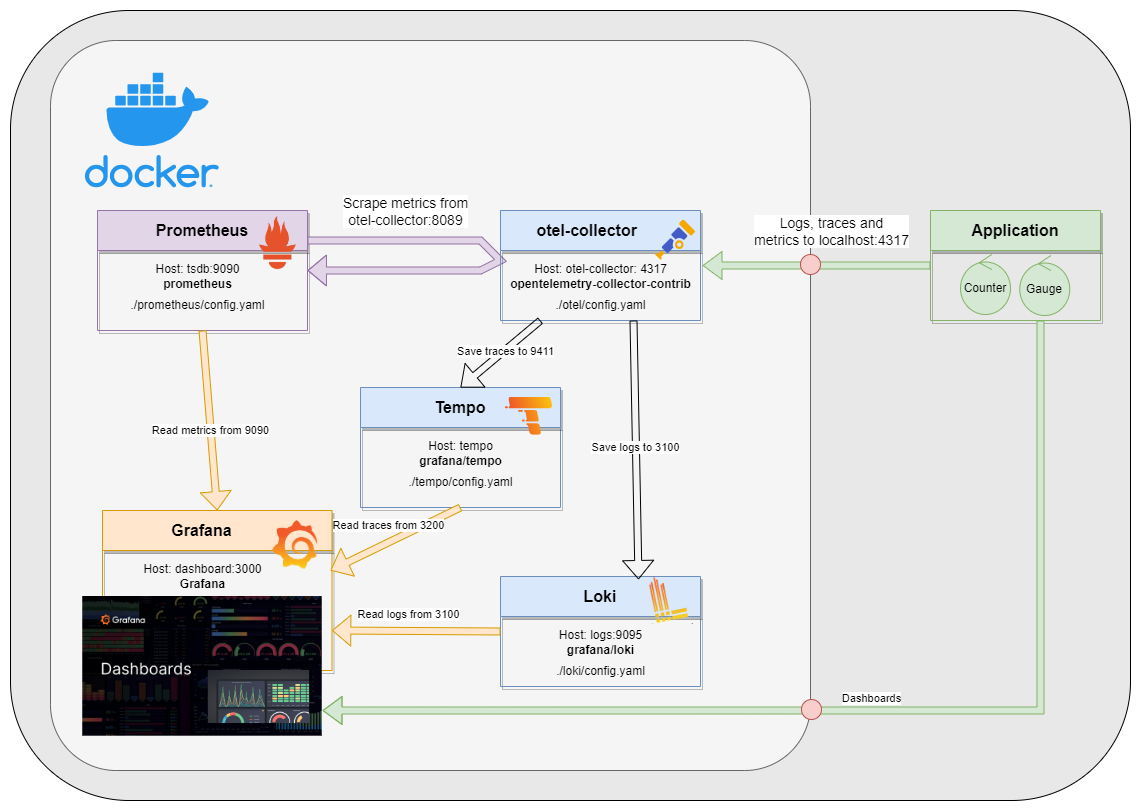 docker
Scrape metrics from
otel-collector:8089
Logs, traces and
metrics to localhost:4317
Prometheus
Host: tsdb:9090
prometheus
./prometheus/config.yaml
otel-collector
Host: otel-collector: 4317
opentelemetry-collector-contrib
./otel/config.yaml
Application
Counter
Gauge
Save traces to 9411
Tempo
Host: tempo
grafana/tempo
./tempo/config.yaml
Read metrics from 9090
Save logs to 3100
Grafana
Host: dashboard:3000
Grafana
Read traces from 3200
Grafana
Dashboards
Read logs from 3100
Loki
Host: logs:9095
grafana/loki
./loki/config.yaml
Dashboards